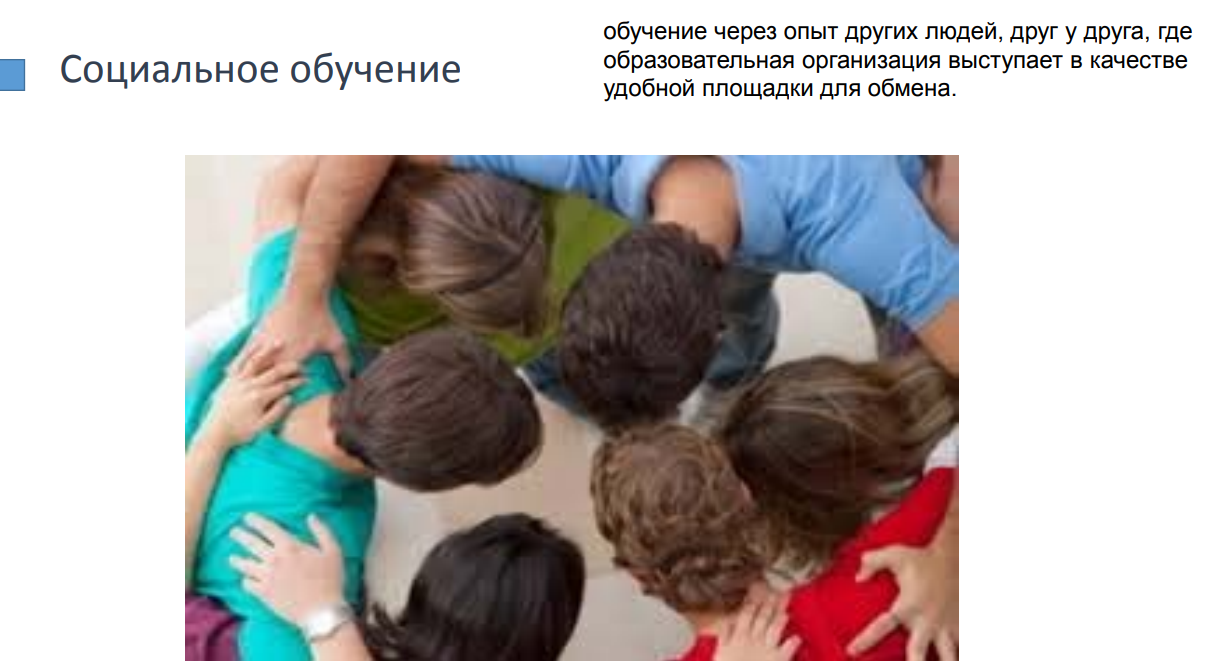 Социальное обучение
обучение через опыт других людей, друг у друга, где
образовательная организация выступает в качестве
удобной площадки для обмена.